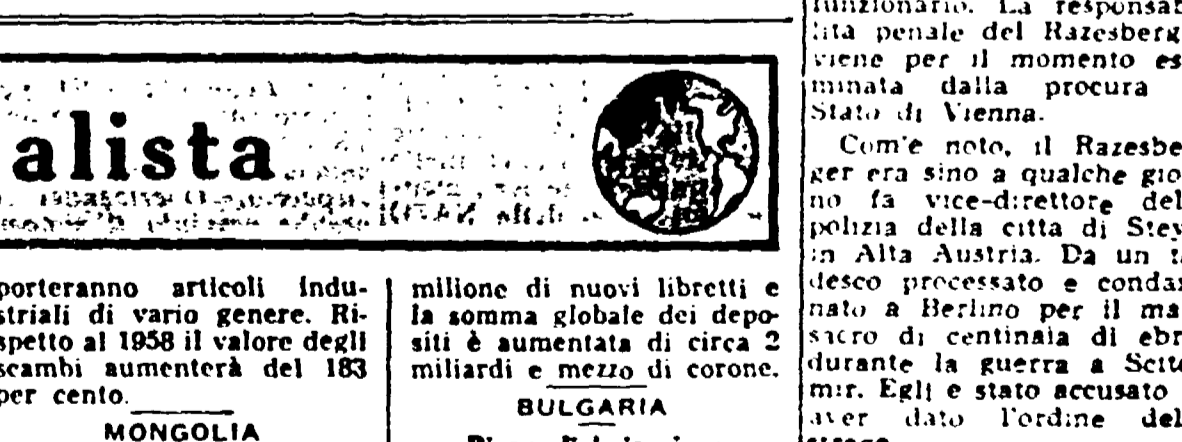 alista
porteranno articoli indu-
striali di vario genere. Ri-
spetto al 1958 il valore degli
scambi aumenterà del 183
per cento.
MONGOLIA
milione di nuovi libretti e
la somma globale dei depo-
siti è aumentata di circa 2
miliardi e mezzo di corone.
BULGARIA
funzionario. La responsab
lita penale del Razesberg
viene per il momento es
minata dalla procura
Stato di Vienna.
Com'e noto, il Razesbe
ger era sino a qualche gio
no fa vice-direttore del
polizia della citta di Stey
in Alta Austria. Da un t
desco processato e condan
nato a Berlino per il ma
sacro di centinaia di ebr
durante la guerra a Scito
mir. Egli e stato accusato
aver dato l'ordine del